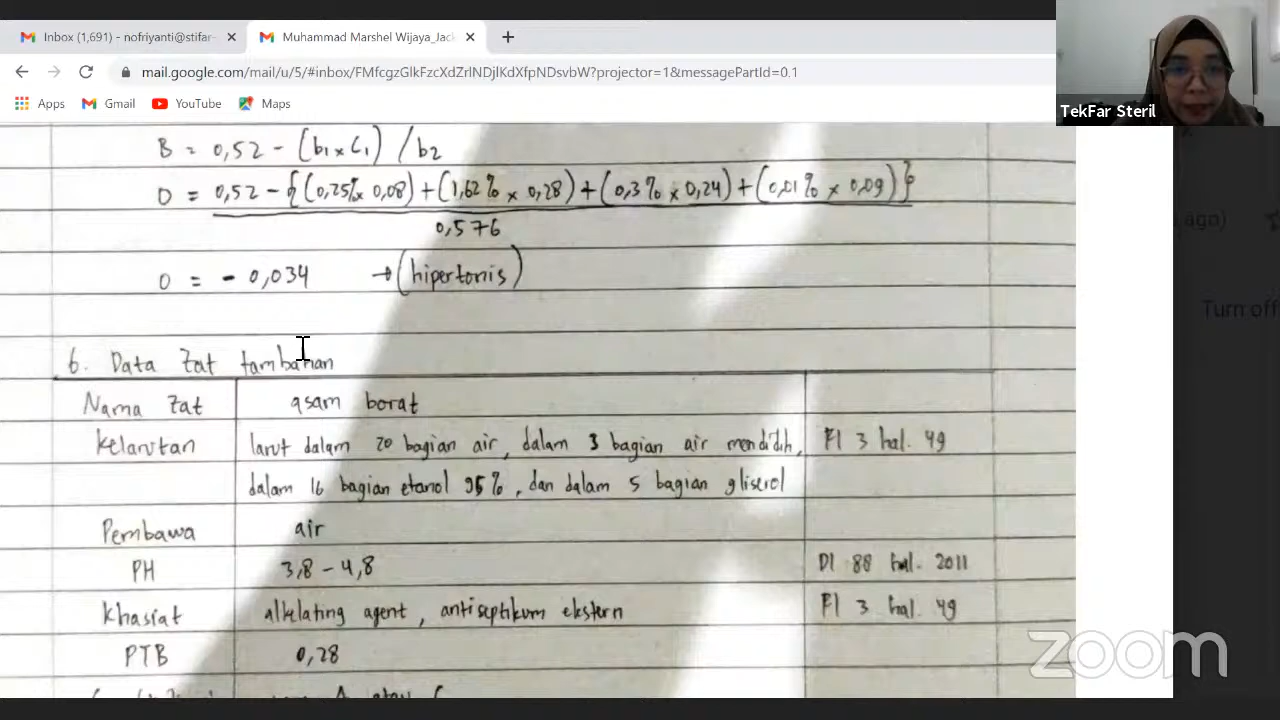 Inbox (1,691) - nofriyanti@stifar-
Muhammad Marshel Wijaya_Jack
mail.google.com/mail/u/5/#inbox/FMfcgzGlkFzcXdZrlNDjlKdXfpNDsvbW?projector=1&messagePartId=0.1
Apps Gmail YouTube Maps
TekFar Steril
B = 0,52 - (b1 x C1) / b2
0 = 0,52 - {(0,25% x 0,08) + (1,62% x 0,28) + (0,3% x 0,24) + (0,01% x 0,09)}
0,576
0 = - 0,034 → (hipertonis)
ago)
Turn off
6. Data Zat tambahan
Nama Zat asam borat
Kelarutan larut dalam 20 bagian air, dalam 3 bagian air mendidih, FI 3 hal. 49
dalam 16 bagian etanol 95%, dan dalam 5 bagian gliserol
Pembawa air
PH 3,8 - 4,8 DI 88 hal. 2011
Khasiat alkelating agent, antiseptikum ekstern FI 3 hal. 49
PTB 0,28
zoom